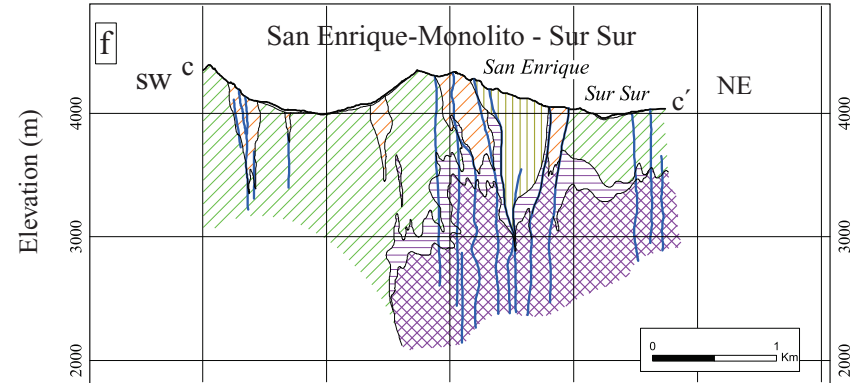 f
San Enrique-Monolito - Sur Sur
SW
c
San Enrique
Sur Sur
c´
NE
Elevation (m)
4000
3000
2000
4000
3000
2000
0
1
Km